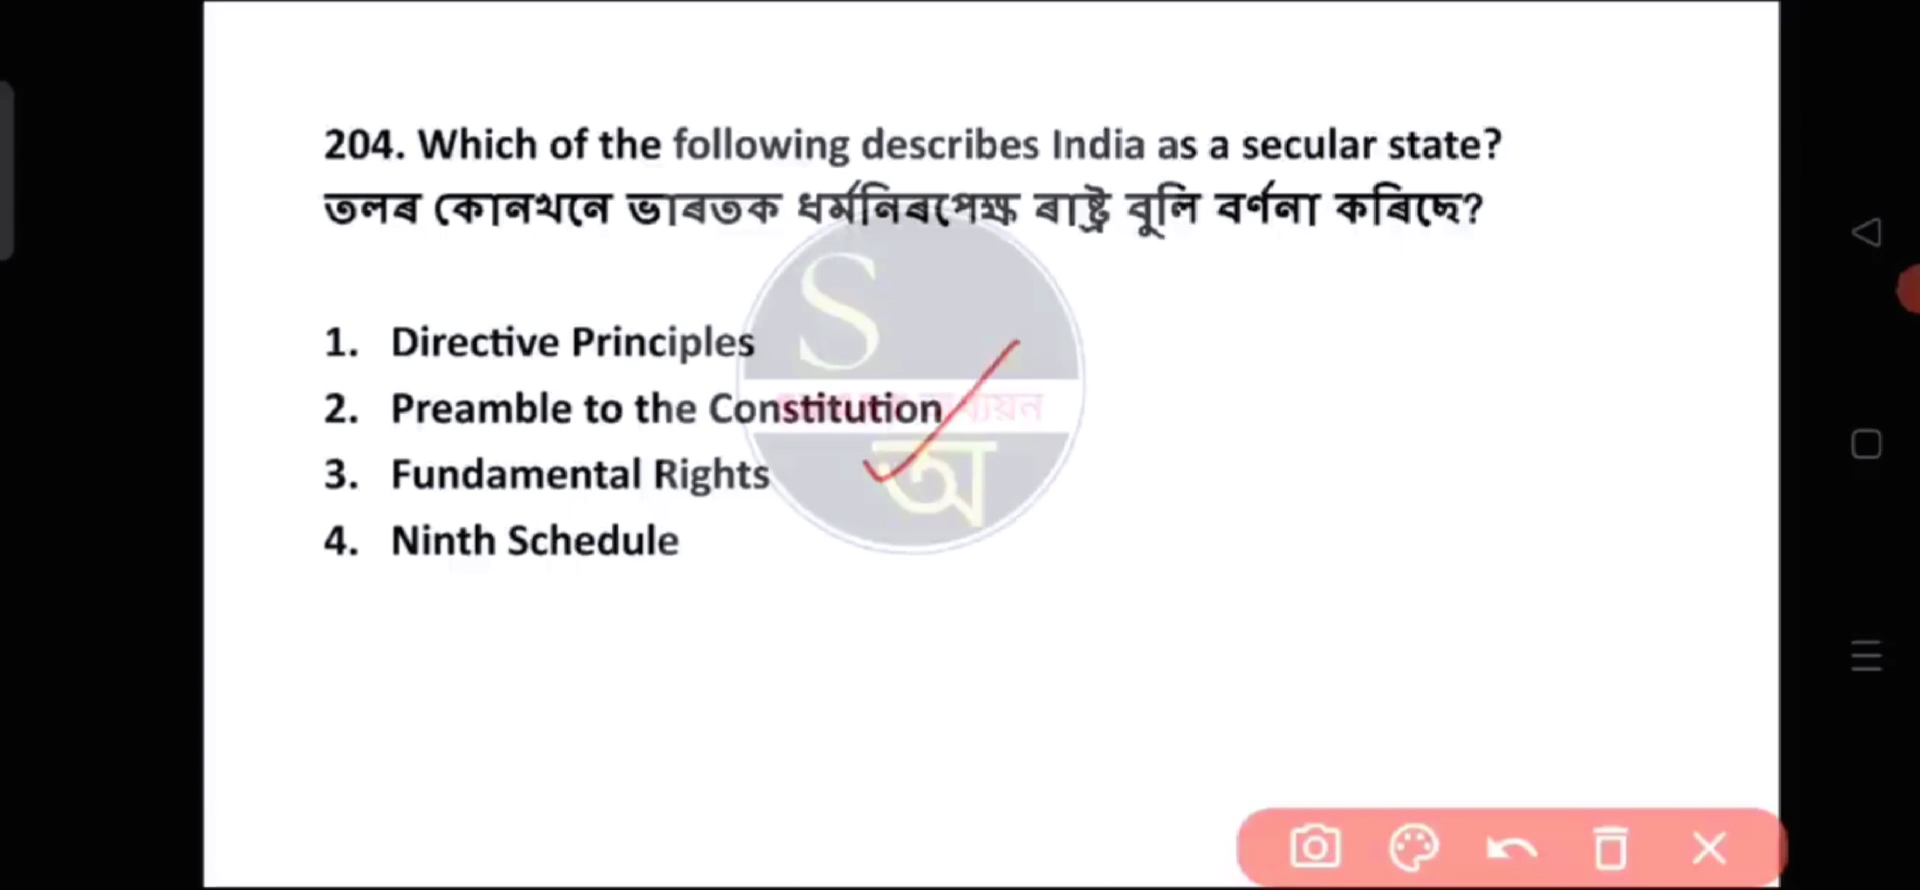 204. Which of the following describes India as a secular state?
তলৰ কোনখনে ভাৰতক ধৰ্মনিৰপেক্ষ ৰাষ্ট্ৰ বুলি বৰ্ণনা কৰিছে?
S
1. Directive Principles
2. Preamble to the Constitution
3. Fundamental Rights
অ
4. Ninth Schedule